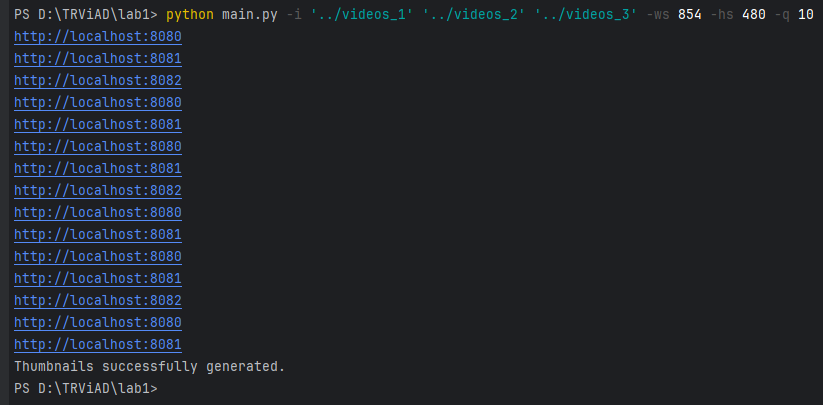 PS D:\TRViAD\lab1> python main.py -i '../videos_1' '../videos_2' '../videos_3' -ws 854 -hs 480 -q 10
http://localhost:8080
http://localhost:8081
http://localhost:8082
http://localhost:8080
http://localhost:8081
http://localhost:8080
http://localhost:8081
http://localhost:8082
http://localhost:8080
http://localhost:8081
http://localhost:8080
http://localhost:8081
http://localhost:8082
http://localhost:8080
http://localhost:8081
Thumbnails successfully generated.
PS D:\TRViAD\lab1>